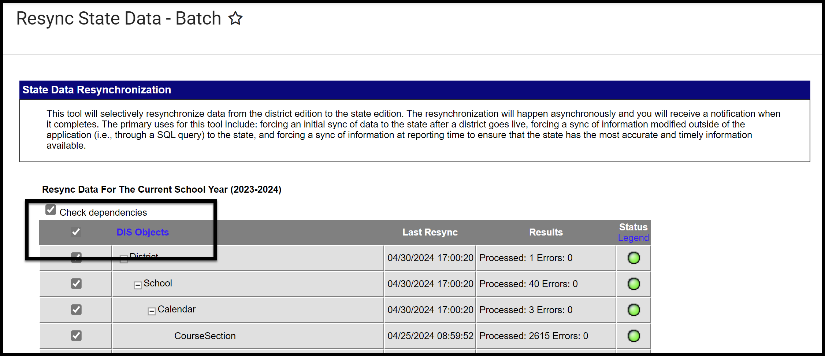 Resync State Data - Batch
State Data Resynchronization
This tool will selectively resynchronize data from the district edition to the state edition. The resynchronization will happen asynchronously and you will receive a notification when
it completes. The primary uses for this tool include: forcing an initial sync of data to the state after a district goes live, forcing a sync of information modified outside of the
application (i.e., through a SQL query) to the state, and forcing a sync of information at reporting time to ensure that the state has the most accurate and timely information
available.
Resync Data For The Current School Year (2023-2024)
Check dependencies
DIS Objects Last Resync Results Status
Legend
District 04/30/2024 17:00:20 Processed: 1 Errors: 0
School 04/30/2024 17:00:20 Processed: 40 Errors: 0
Calendar 04/30/2024 17:00:20 Processed: 3 Errors: 0
CourseSection 04/25/2024 08:59:52 Processed: 2615 Errors: 0